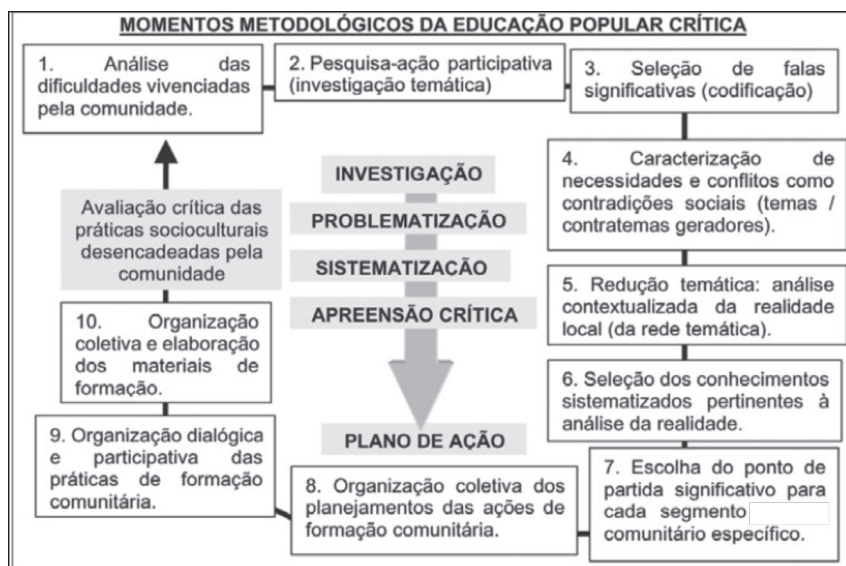 MOMENTOS METODOLÓGICOS DA EDUCAÇÃO POPULAR CRÍTICA
1. Análise das
dificuldades vivenciadas
pela comunidade.
2. Pesquisa-ação participativa
(investigação temática)
3. Seleção de falas
significativas (codificação)
4. Caracterização de
necessidades e conflitos como
contradições sociais (temas /
contratemas geradores).
5. Redução temática: análise
contextualizada da realidade
local (da rede temática).
6. Seleção dos conhecimentos
sistematizados pertinentes à
análise da realidade.
7. Escolha do ponto de
partida significativo para
cada segmento
comunitário específico.
8. Organização coletiva dos
planejamentos das ações de
formação comunitária.
9. Organização dialógica
e participativa das
práticas de formação
comunitária.
10. Organização
coletiva e elaboração
dos materiais de
formação.
Avaliação crítica das
práticas socioculturais
desencadeadas pela
comunidade
INVESTIGAÇÃO
PROBLEMATIZAÇÃO
SISTEMATIZAÇÃO
APREENSÃO CRÍTICA
PLANO DE AÇÃO